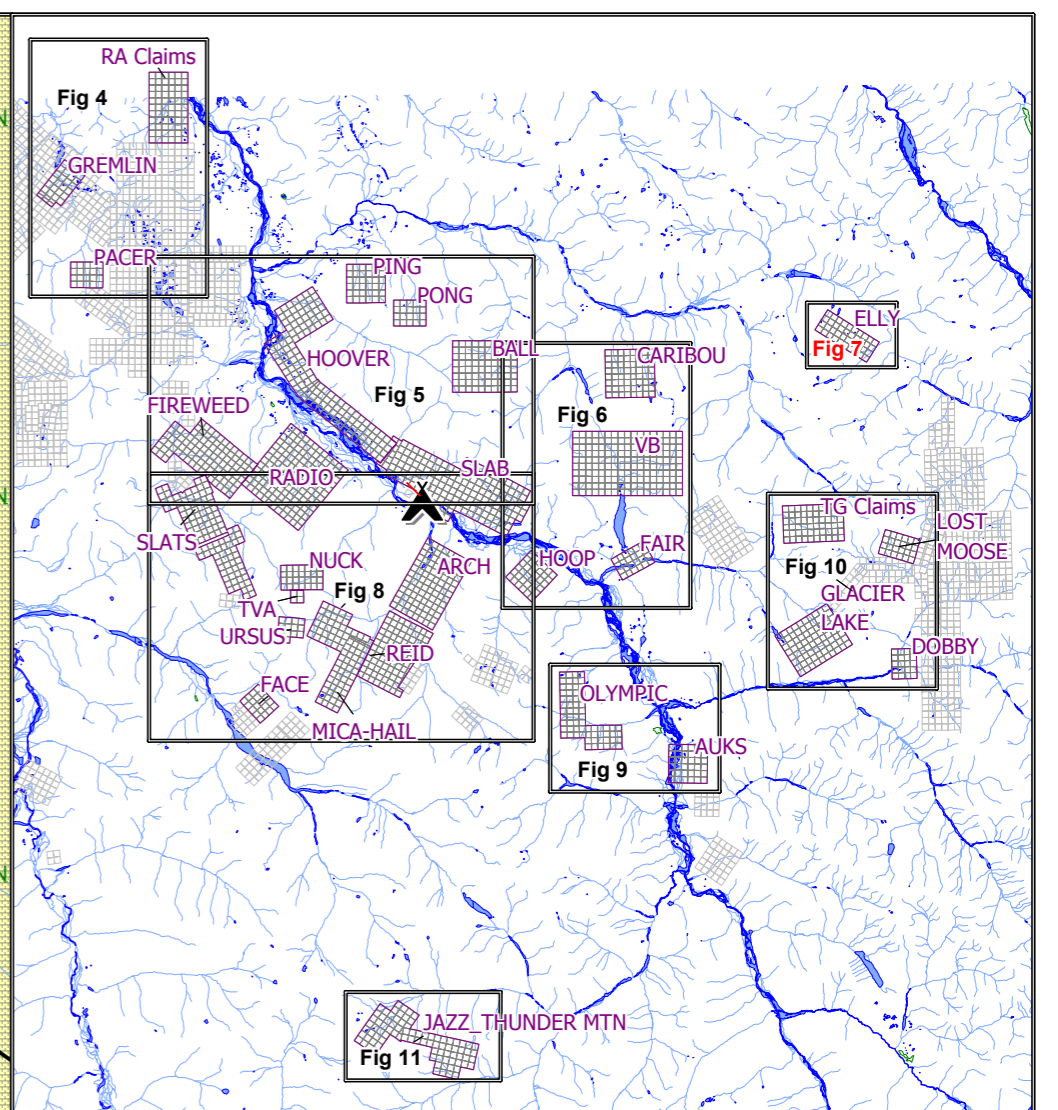 RA Claims
Fig 4
N
GREMLIN
PACER
PING
PONG
ELLY
Fig 7
HOOVER
BALL
CARIBOU
Fig 5
FIREWEED
Fig 6
VB
RADIO
SLAB
N
TG Claims
LOST
SLATS
MOOSE
NUCK
ARCH
HOOP
FAIR
Fig 10
Fig 8
GLACIER
TVA
LAKE
URSUS
REID
DOBBY
FACE
OLYMPIC
MICA-HAIL
AUKS
Fig 9
N
JAZZ_THUNDER MTN
Fig 11